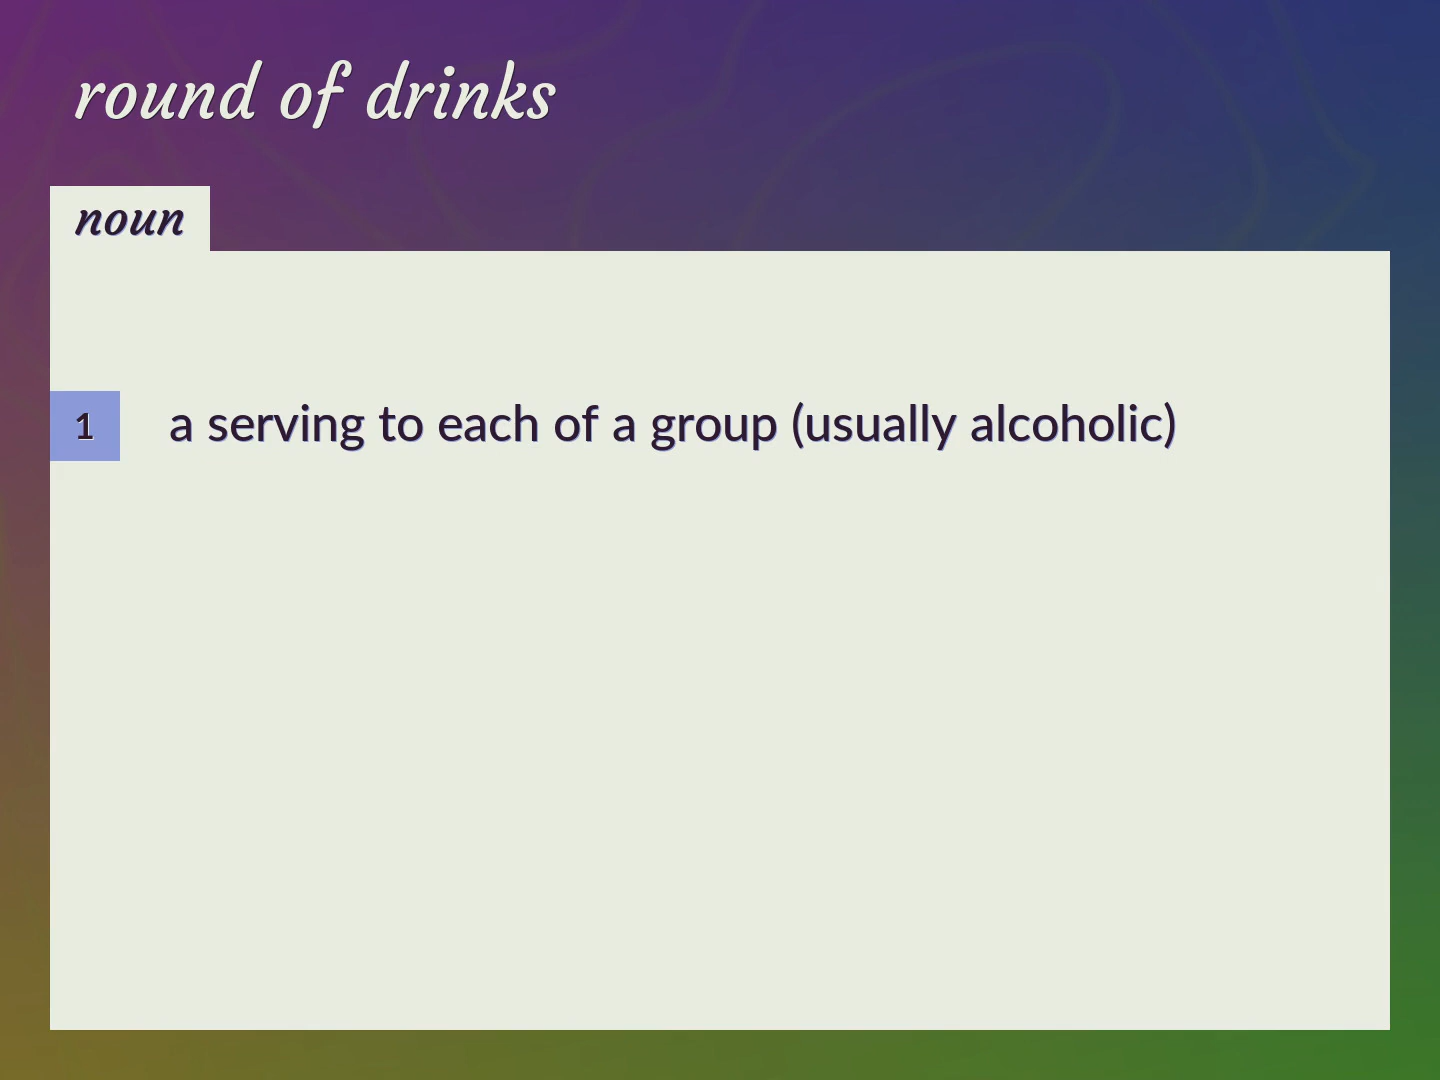 round of drinks
noun
1 a serving to each of a group (usually alcoholic)